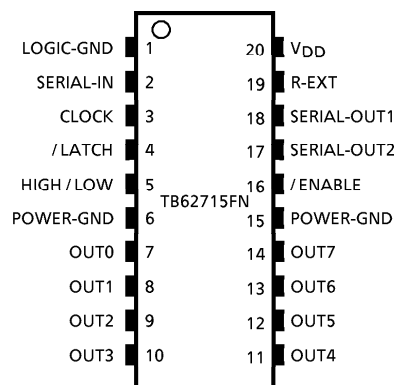 LOGIC-GND 1 20 VDD
SERIAL-IN 2 19 R-EXT
CLOCK 3 18 SERIAL-OUT1
/LATCH 4 17 SERIAL-OUT2
HIGH / LOW 5 16 /ENABLE
TB62715FN
POWER-GND 6 15 POWER-GND
OUT0 7 14 OUT7
OUT1 8 13 OUT6
OUT2 9 12 OUT5
OUT3 10 11 OUT4